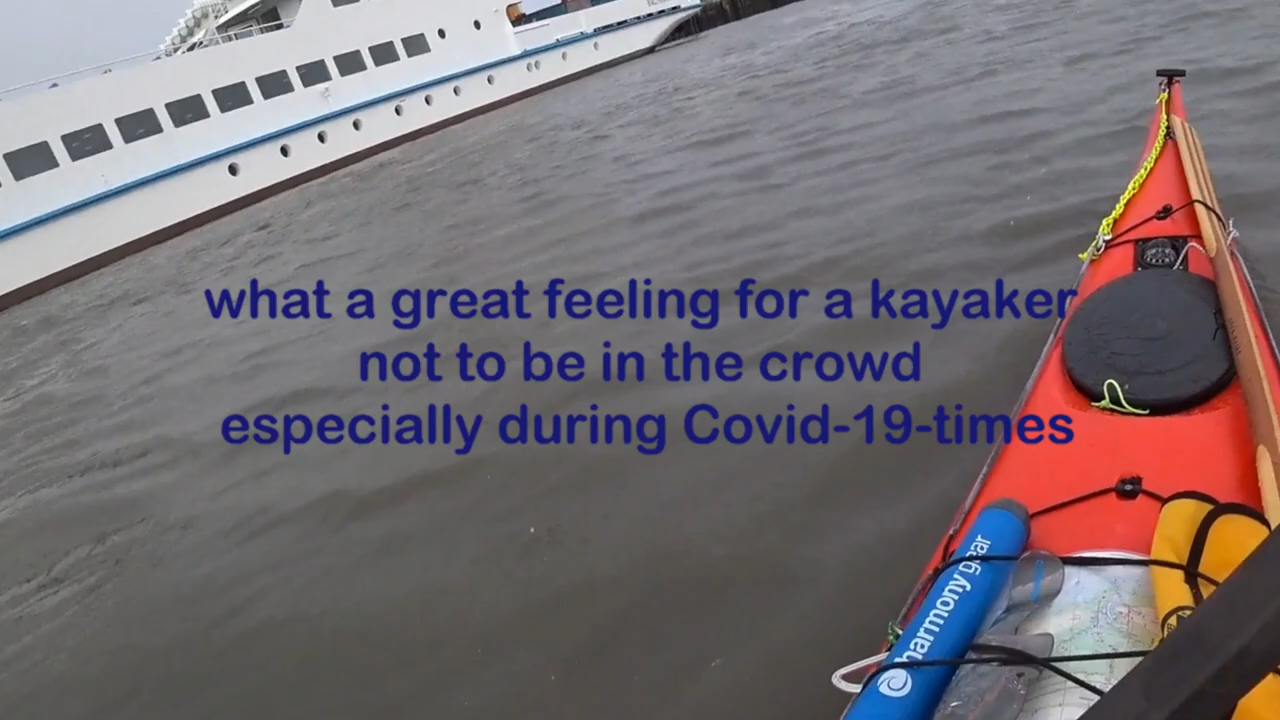 what a great feeling for a kayaker
not to be in the crowd
especially during Covid-19-times
harmony gear